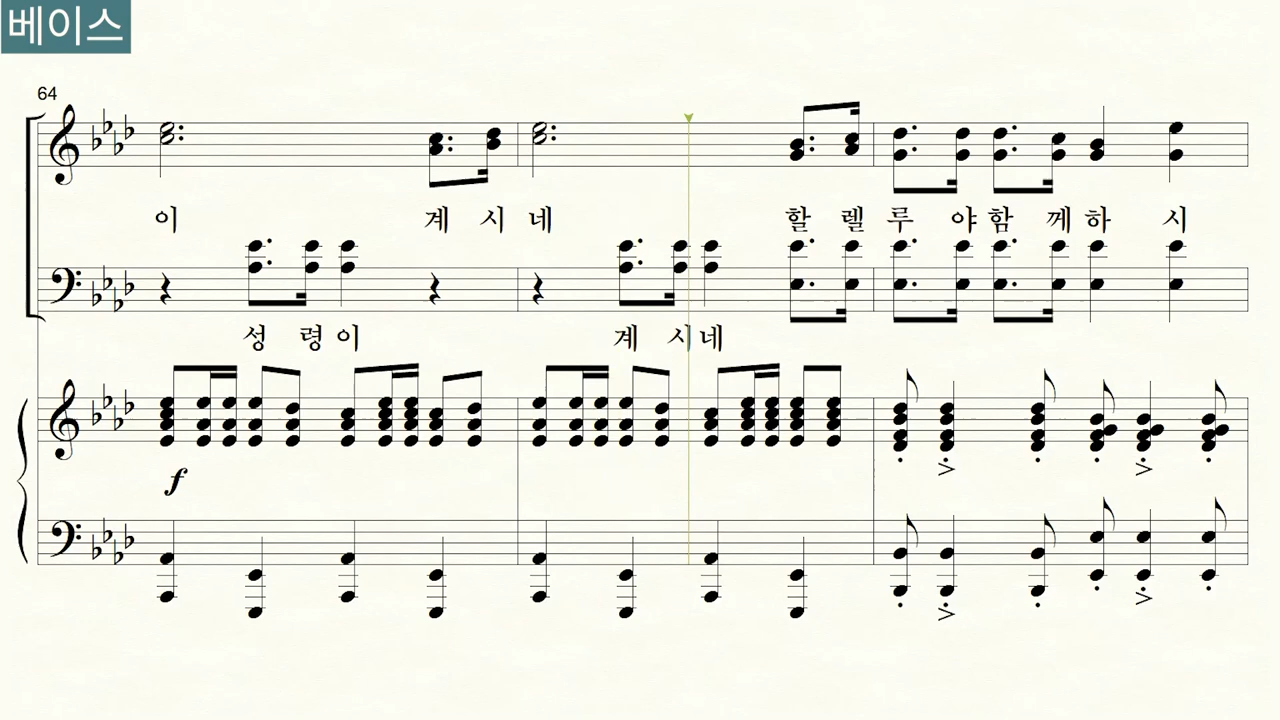 베이스
64
이 계 시 네 할 렐 루 야 함 께 하 시
성 령 이 계 시 네
f